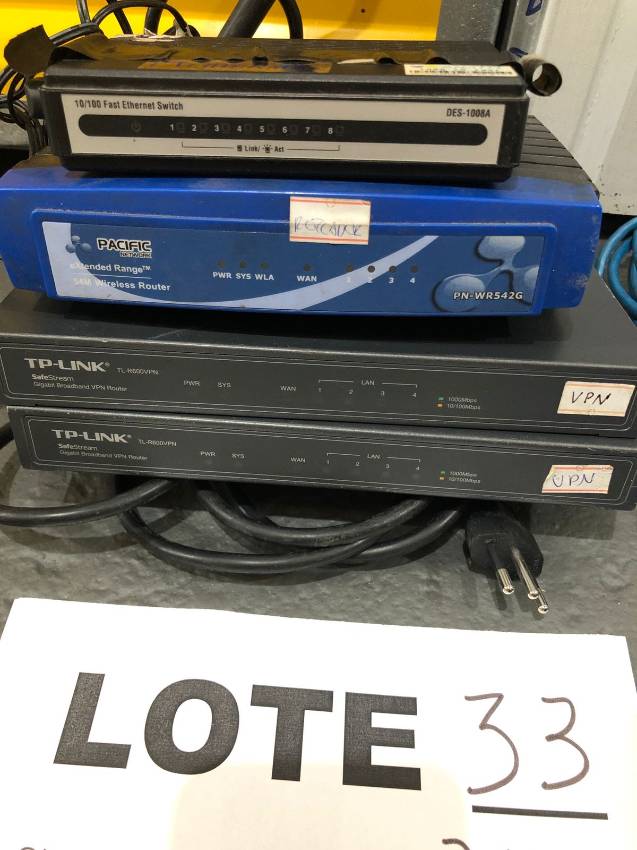 10/100 Fast Ethernet Switch
DES-1008A
1 2 3 4 5 6 7 8
Link/ Act
PACIFIC
NETWORKS
eXtended Range™
54M Wireless Router
PWR SYS WLA WAN 1 2 3 4
PN-WR542G
TP-LINK®
TL-R600VPN
SafeStream
Gigabit Broadband VPN Router
PWR SYS WAN LAN
1 2 3 4
1000Mbps
10/100Mbps
VPN
TP-LINK®
TL-R600VPN
SafeStream
Gigabit Broadband VPN Router
PWR SYS WAN LAN
1 2 3 4
1000Mbps
10/100Mbps
VPN
LOTE 33